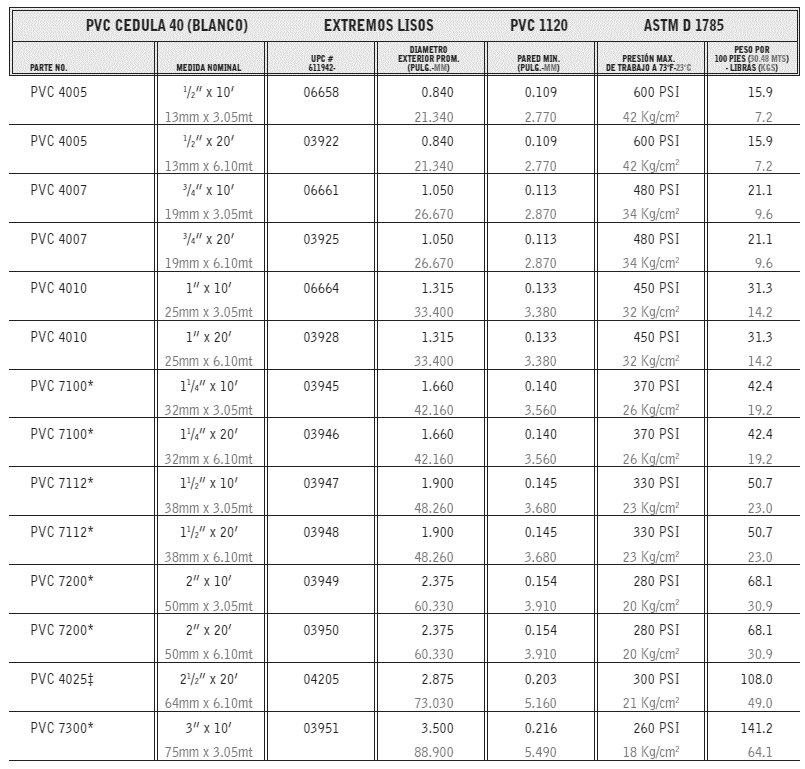 PVC CEDULA 40 (BLANCO) EXTREMOS LISOS PVC 1120 ASTM D 1785
PARTE NO. MEDIDA NOMINAL UPC # 611942- DIAMETRO EXTERIOR PROM. (PULG.-MM) PARED MIN. (PULG.-MM) PRESIÓN MAX. DE TRABAJO A 73°F-23°C PESO POR 100 PIES (30.48 MTS) - LIBRAS (KGS)
PVC 4005 1/2″ x 10′ 06658 0.840 0.109 600 PSI 15.9
13mm x 3.05mt 21.340 2.770 42 Kg/cm² 7.2
PVC 4005 1/2″ x 20′ 03922 0.840 0.109 600 PSI 15.9
13mm x 6.10mt 21.340 2.770 42 Kg/cm² 7.2
PVC 4007 3/4″ x 10′ 06661 1.050 0.113 480 PSI 21.1
19mm x 3.05mt 26.670 2.870 34 Kg/cm² 9.6
PVC 4007 3/4″ x 20′ 03925 1.050 0.113 480 PSI 21.1
19mm x 6.10mt 26.670 2.870 34 Kg/cm² 9.6
PVC 4010 1″ x 10′ 06664 1.315 0.133 450 PSI 31.3
25mm x 3.05mt 33.400 3.380 32 Kg/cm² 14.2
PVC 4010 1″ x 20′ 03928 1.315 0.133 450 PSI 31.3
25mm x 6.10mt 33.400 3.380 32 Kg/cm² 14.2
PVC 7100* 1 1/4″ x 10′ 03945 1.660 0.140 370 PSI 42.4
32mm x 3.05mt 42.160 3.560 26 Kg/cm² 19.2
PVC 7100* 1 1/4″ x 20′ 03946 1.660 0.140 370 PSI 42.4
32mm x 6.10mt 42.160 3.560 26 Kg/cm² 19.2
PVC 7112* 1 1/2″ x 10′ 03947 1.900 0.145 330 PSI 50.7
38mm x 3.05mt 48.260 3.680 23 Kg/cm² 23.0
PVC 7112* 1 1/2″ x 20′ 03948 1.900 0.145 330 PSI 50.7
38mm x 6.10mt 48.260 3.680 23 Kg/cm² 23.0
PVC 7200* 2″ x 10′ 03949 2.375 0.154 280 PSI 68.1
50mm x 3.05mt 60.330 3.910 20 Kg/cm² 30.9
PVC 7200* 2″ x 20′ 03950 2.375 0.154 280 PSI 68.1
50mm x 6.10mt 60.330 3.910 20 Kg/cm² 30.9
PVC 4025‡ 2 1/2″ x 20′ 04205 2.875 0.203 300 PSI 108.0
64mm x 6.10mt 73.030 5.160 21 Kg/cm² 49.0
PVC 7300* 3″ x 10′ 03951 3.500 0.216 260 PSI 141.2
75mm x 3.05mt 88.900 5.490 18 Kg/cm² 64.1